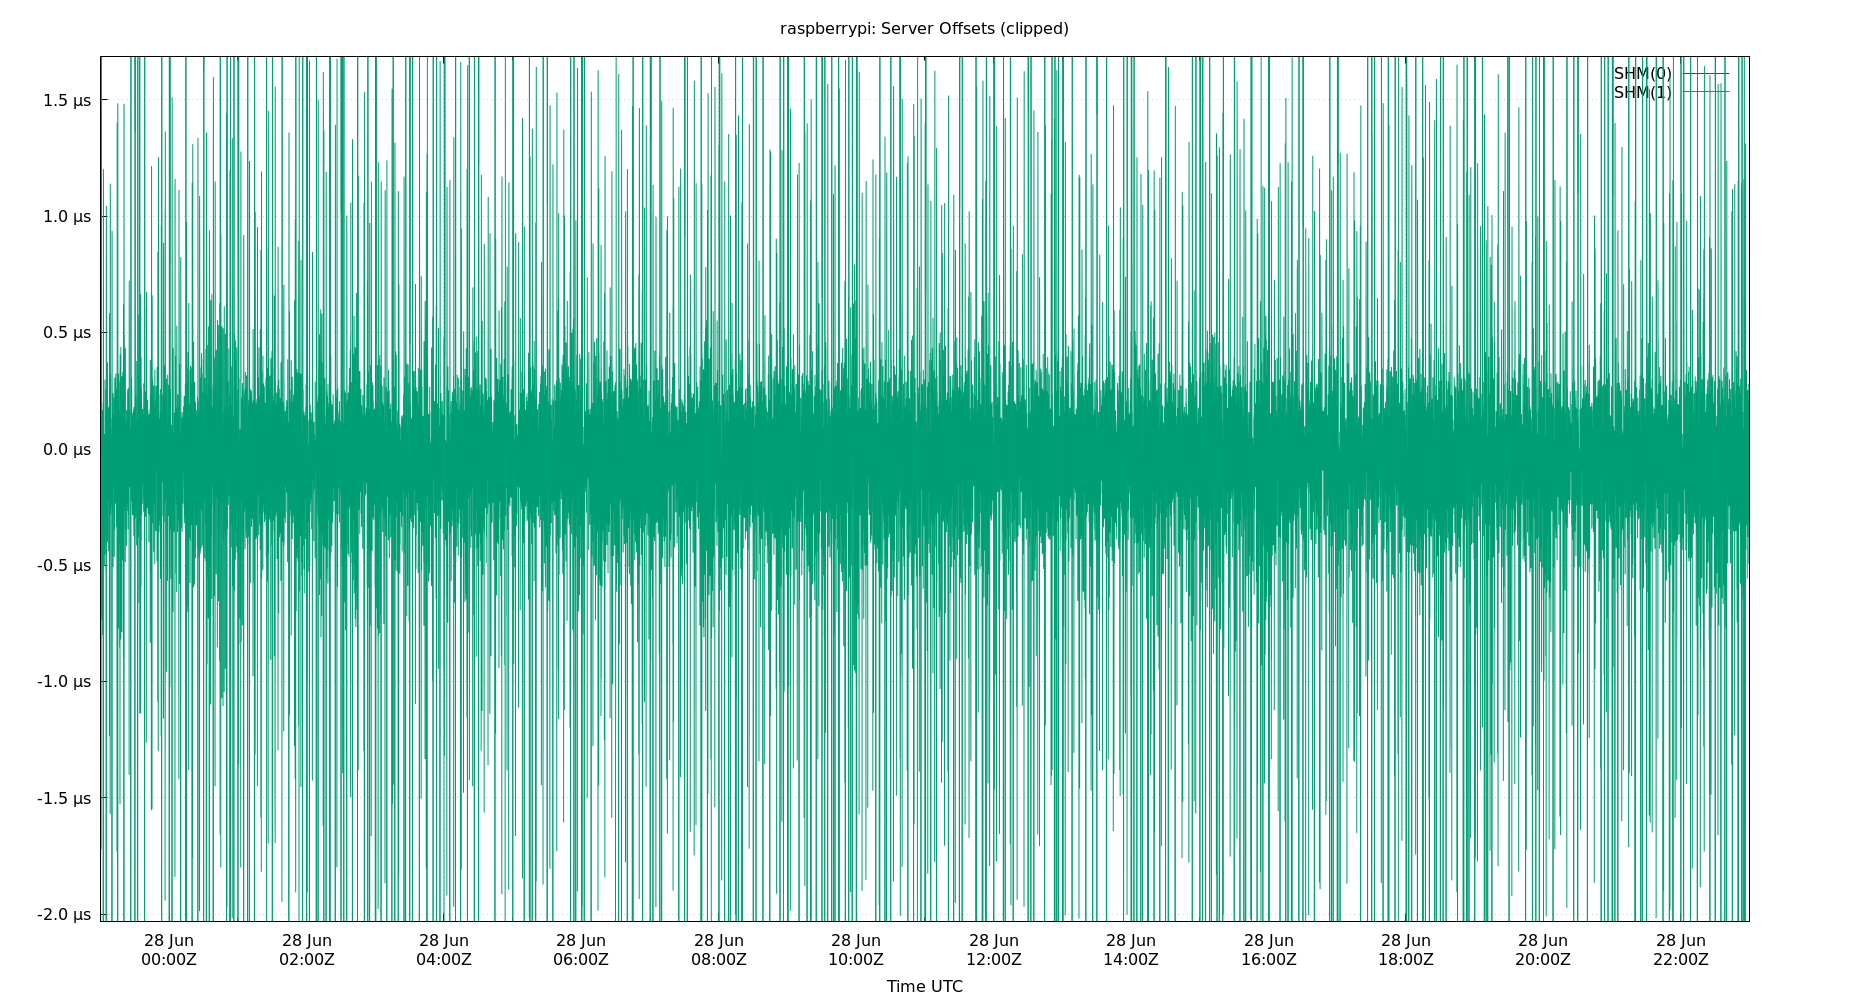 raspberrypi: Server Offsets (clipped)
SHM(0)
SHM(1)
1.5 µs
1.0 µs
0.5 µs
0.0 µs
-0.5 µs
-1.0 µs
-1.5 µs
-2.0 µs
28 Jun 28 Jun 28 Jun 28 Jun 28 Jun 28 Jun 28 Jun 28 Jun 28 Jun 28 Jun 28 Jun 28 Jun
00:00Z 02:00Z 04:00Z 06:00Z 08:00Z 10:00Z 12:00Z 14:00Z 16:00Z 18:00Z 20:00Z 22:00Z
Time UTC